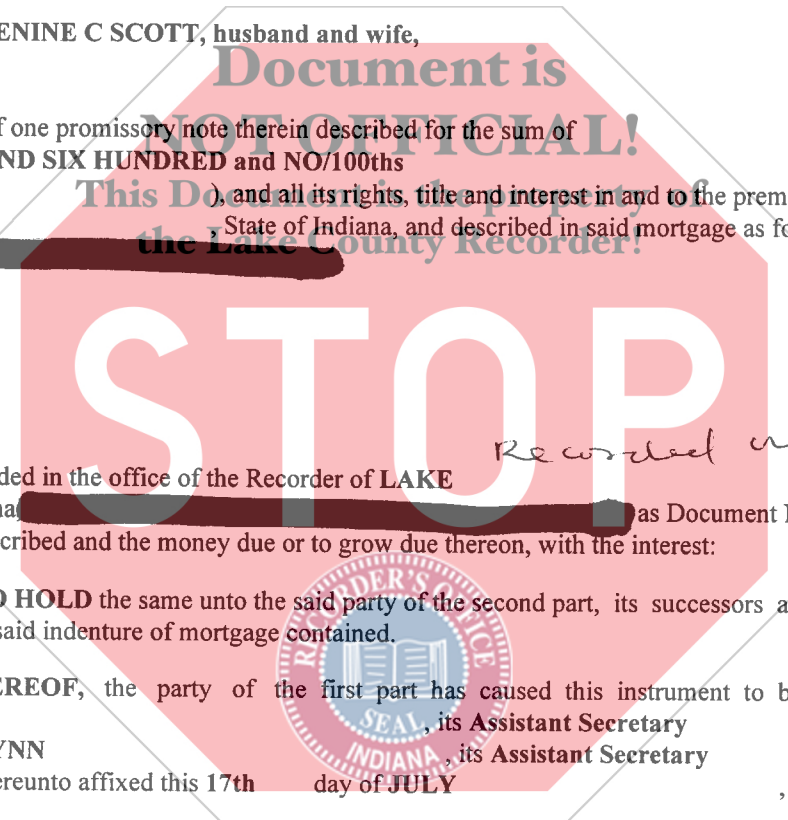 ENINE C SCOTT, husband and wife,
Document is
NOT OFFICIAL!
f one promissory note therein described for the sum of
ND SIX HUNDRED and NO/100ths
This Document is the property of
), and all its rights, title and interest in and to the prem
, State of Indiana, and described in said mortgage as fo
the Lake County Recorder!
STOP
Recorded
ded in the office of the Recorder of LAKE
na as Document
cribed and the money due or to grow due thereon, with the interest:
O HOLD the same unto the said party of the second part, its successors a
said indenture of mortgage contained.
EREOF, the party of the first part has caused this instrument to b
, its Assistant Secretary
YNN , its Assistant Secretary
ereunto affixed this 17th day of JULY ,
RECORDER'S OFFICE
SEAL
INDIANA